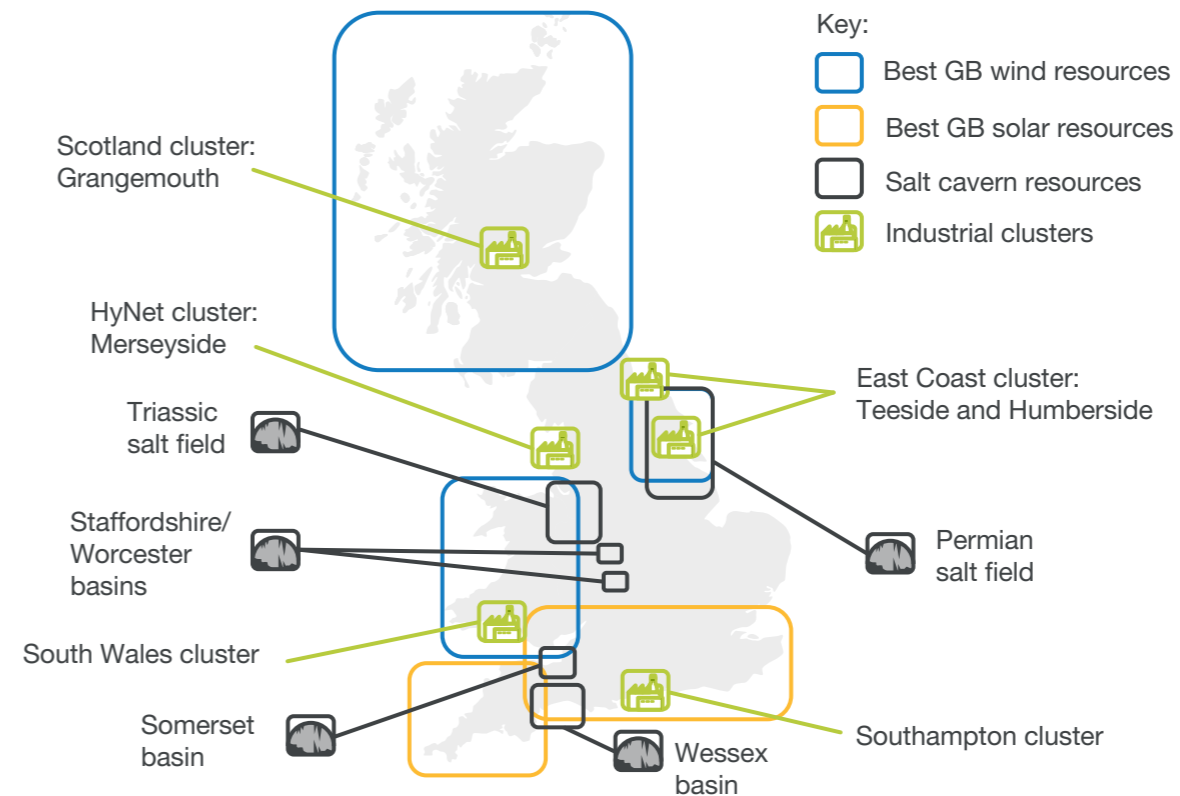 Key:
Best GB wind resources
Best GB solar resources
Salt cavern resources
Industrial clusters
Scotland cluster:
Grangemouth
HyNet cluster:
Merseyside
Triassic
salt field
Staffordshire/
Worcester
basins
South Wales cluster
Somerset
basin
East Coast cluster:
Teeside and Humberside
Permian
salt field
Southampton cluster
Wessex
basin